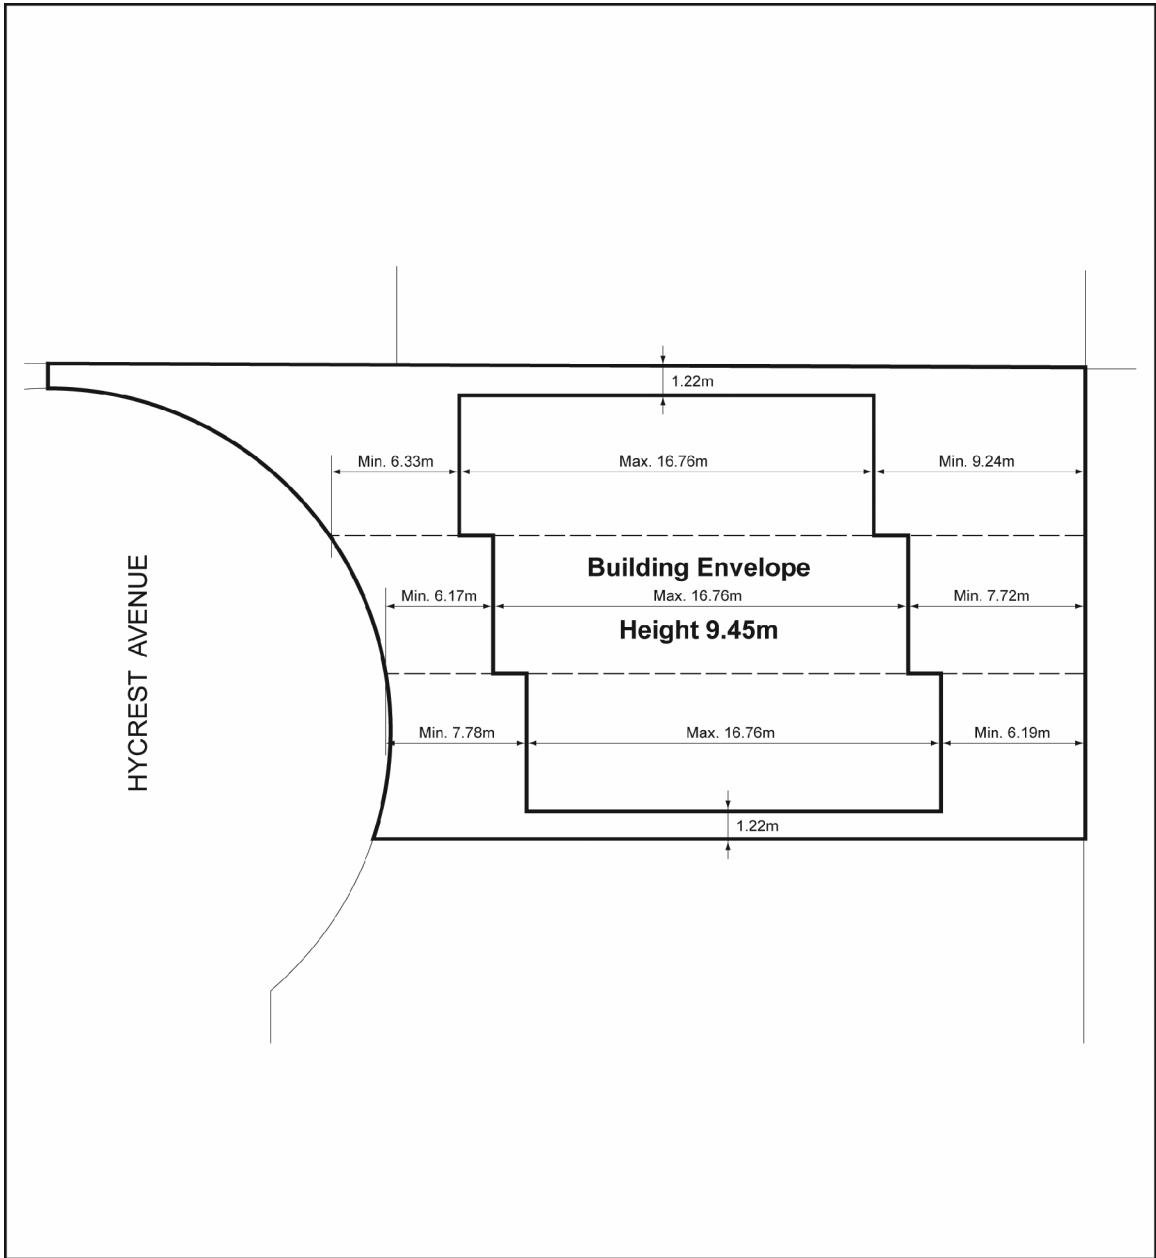 1.22m
Min. 6.33m
Max. 16.76m
Min. 9.24m
Building Envelope
Min. 6.17m
Max. 16.76m
Min. 7.72m
Height 9.45m
HYCREST AVENUE
Min. 7.78m
Max. 16.76m
Min. 6.19m
1.22m